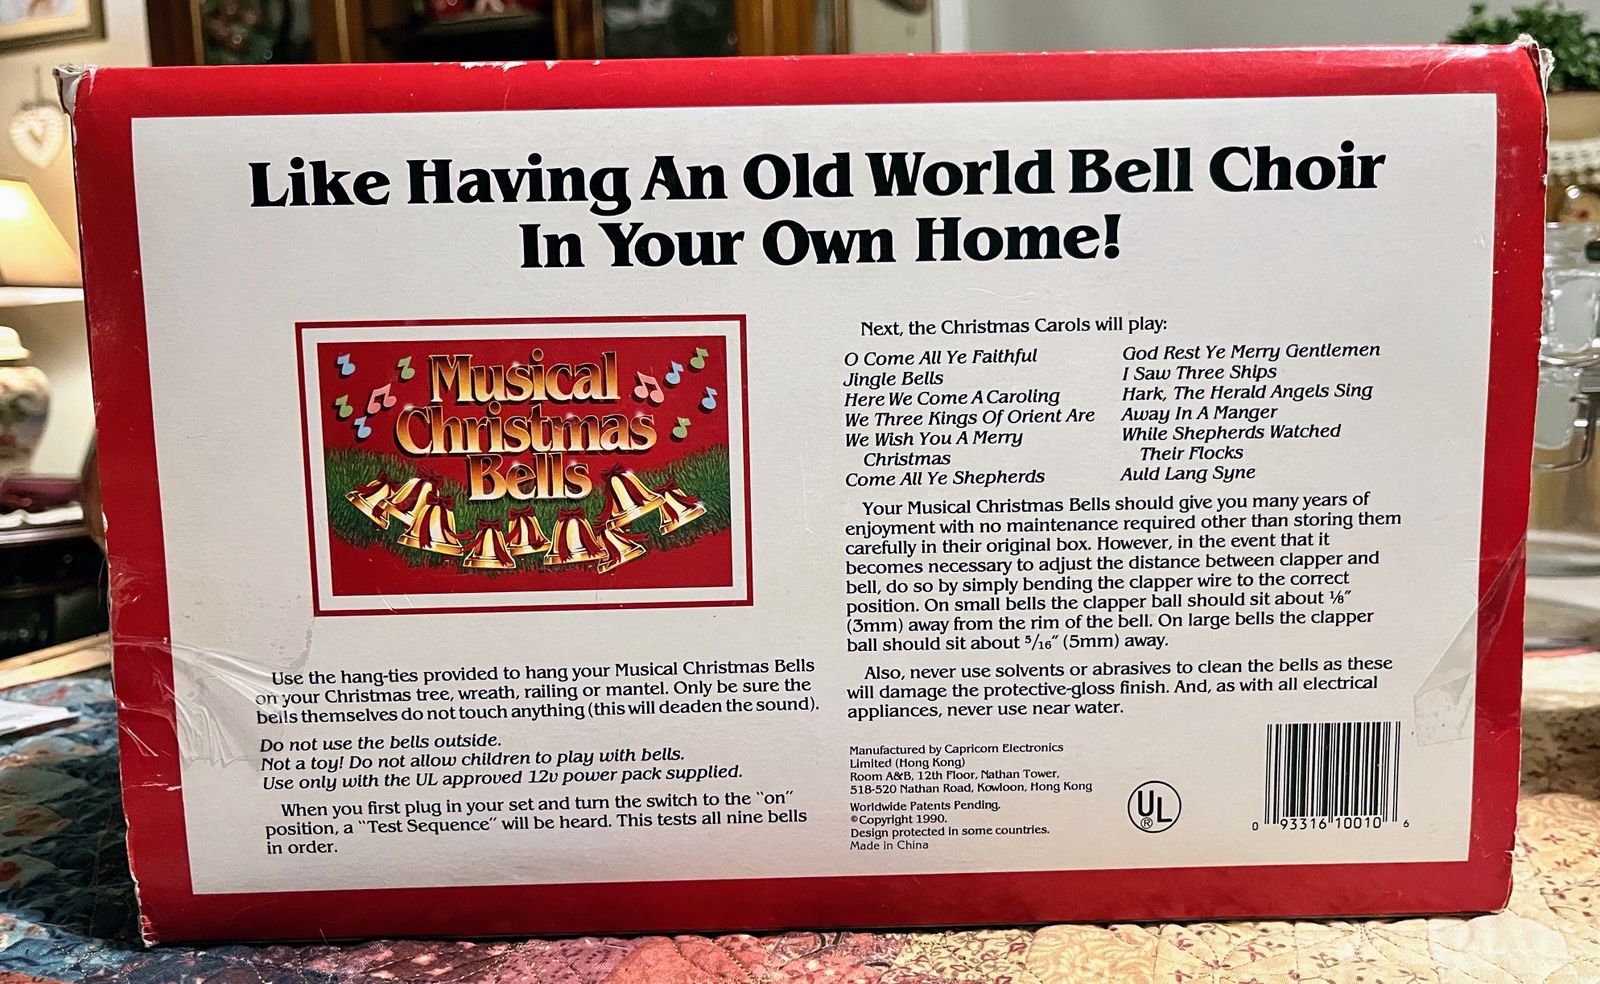 Like Having An Old World Bell Choir
In Your Own Home!
Musical
Christmas
Bells
Use the hang-ties provided to hang your Musical Christmas Bells
on your Christmas tree, wreath, railing or mantel. Only be sure the
bells themselves do not touch anything (this will deaden the sound).
Do not use the bells outside.
Not a toy! Do not allow children to play with bells.
Use only with the UL approved 12v power pack supplied.
When you first plug in your set and turn the switch to the "on"
position, a "Test Sequence" will be heard. This tests all nine bells
in order.
Next, the Christmas Carols will play:
O Come All Ye Faithful
Jingle Bells
Here We Come A Caroling
We Three Kings Of Orient Are
We Wish You A Merry
Christmas
Come All Ye Shepherds
God Rest Ye Merry Gentlemen
I Saw Three Ships
Hark, The Herald Angels Sing
Away In A Manger
While Shepherds Watched
Their Flocks
Auld Lang Syne
Your Musical Christmas Bells should give you many years of
enjoyment with no maintenance required other than storing them
carefully in their original box. However, in the event that it
becomes necessary to adjust the distance between clapper and
bell, do so by simply bending the clapper wire to the correct
position. On small bells the clapper ball should sit about ⅛"
(3mm) away from the rim of the bell. On large bells the clapper
ball should sit about 5/16" (5mm) away.
Also, never use solvents or abrasives to clean the bells as these
will damage the protective-gloss finish. And, as with all electrical
appliances, never use near water.
Manufactured by Capricorn Electronics
Limited (Hong Kong)
Room A&B, 12th Floor, Nathan Tower,
518-520 Nathan Road, Kowloon, Hong Kong
Worldwide Patents Pending.
©Copyright 1990.
Design protected in some countries.
Made in China
UL
®
0 93316 10010 6